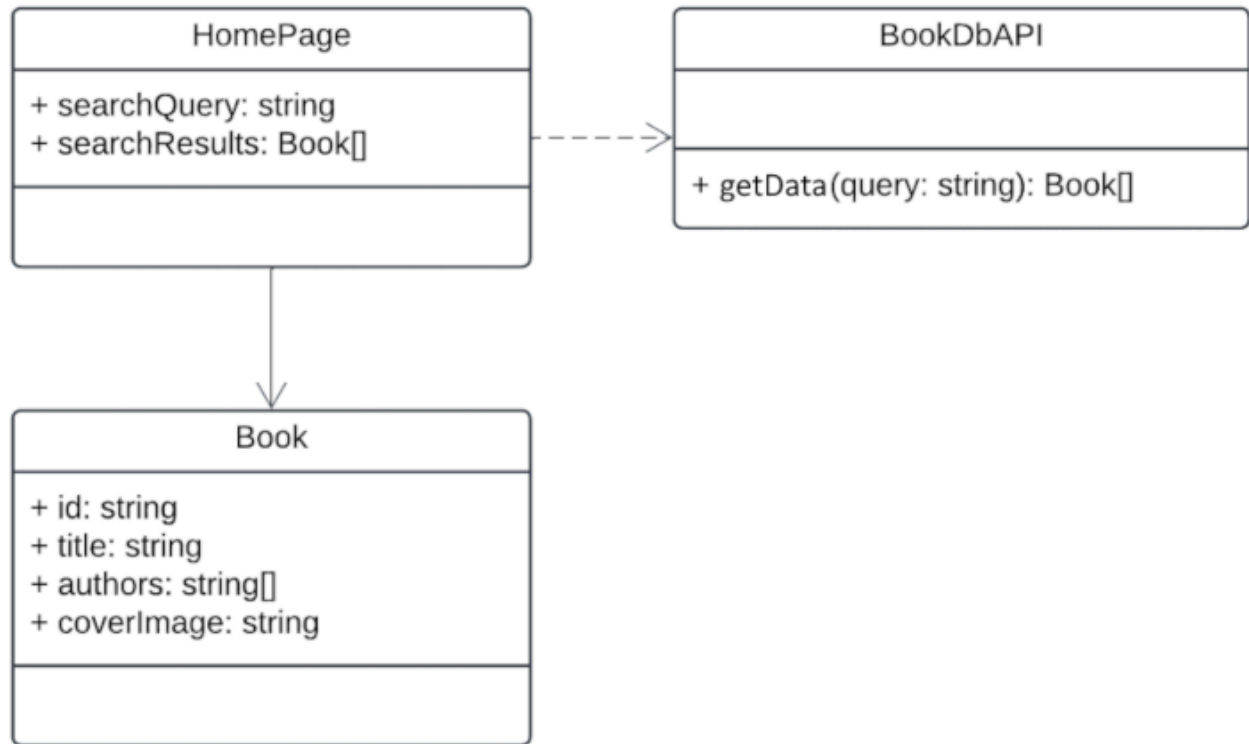 HomePage
+ searchQuery: string
+ searchResults: Book[]
BookDbAPI
+ getData(query: string): Book[]
Book
+ id: string
+ title: string
+ authors: string[]
+ coverImage: string